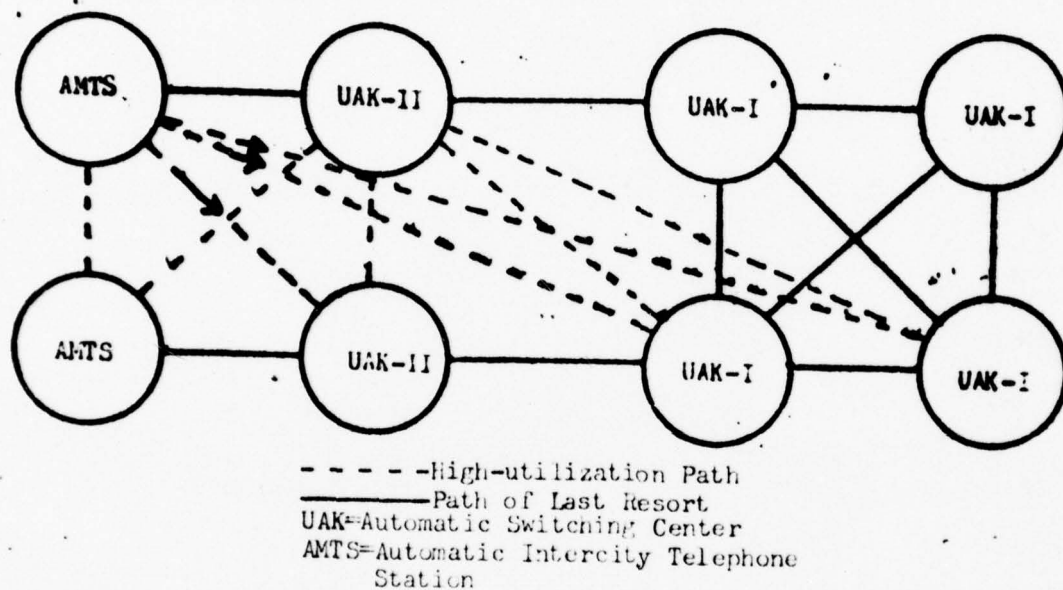 AMTS
UAK-II
UAK-I
UAK-I
AMTS
UAK-II
UAK-I
UAK-I
- - - - -High-utilization Path
———Path of Last Resort
UAK=Automatic Switching Center
AMTS=Automatic Intercity Telephone
Station